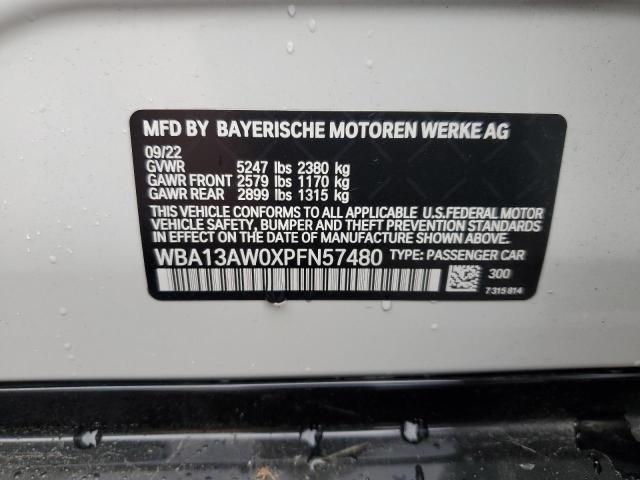 MFD BY BAYERISCHE MOTOREN WERKE AG
09/22
GVWR 5247 lbs 2380 kg
GAWR FRONT 2579 lbs 1170 kg
GAWR REAR 2899 lbs 1315 kg
THIS VEHICLE CONFORMS TO ALL APPLICABLE U.S.FEDERAL MOTOR
VEHICLE SAFETY, BUMPER AND THEFT PREVENTION STANDARDS
IN EFFECT ON THE DATE OF MANUFACTURE SHOWN ABOVE.
WBA13AW0XPFN57480 TYPE: PASSENGER CAR
300
7315814